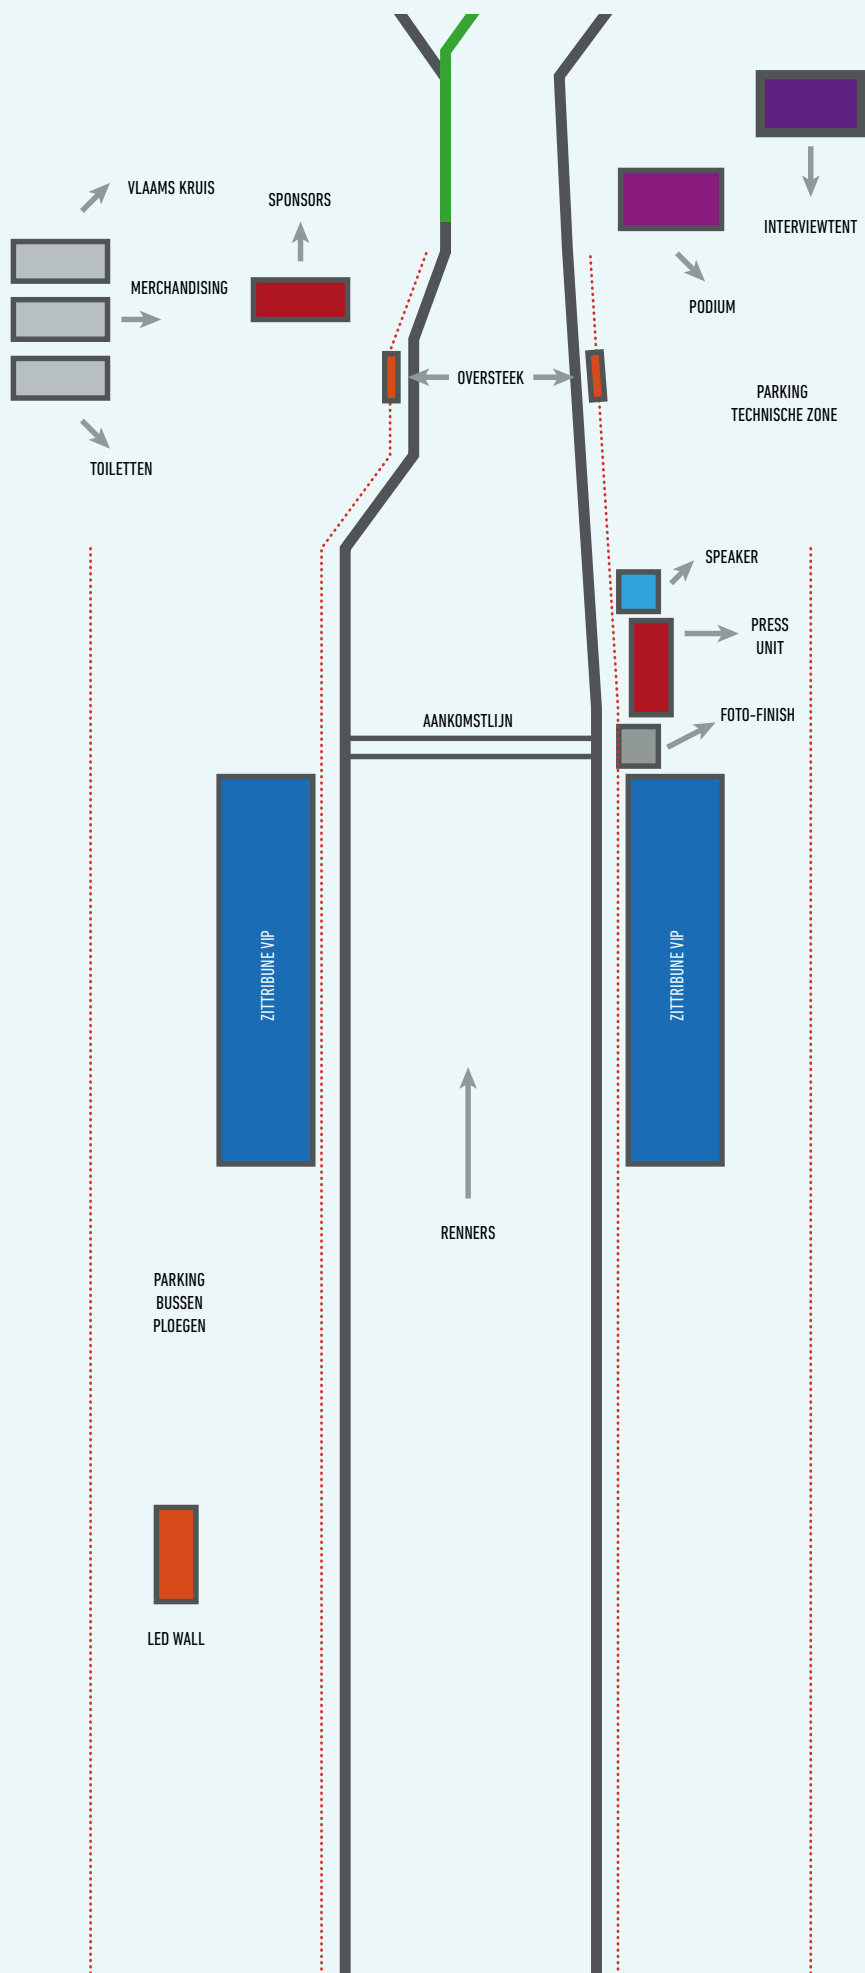 VLAAMS KRUIS
SPONSORS
INTERVIEWTENT
MERCHANDISING
PODIUM
OVERSTEEK
PARKING
TECHNISCHE ZONE
TOILETTEN
SPEAKER
PRESS
UNIT
FOTO-FINISH
AANKOMSTLIJN
ZITTRIBUNE VIP
ZITTRIBUNE VIP
RENNERS
PARKING
BUSSEN
PLOEGEN
LED WALL